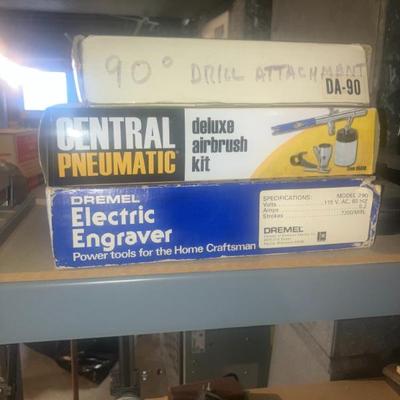 90° DRILL ATTACHMENT
DA-90
CENTRAL
PNEUMATIC
deluxe
airbrush
kit
DREMEL
Electric
Engraver
Power tools for the Home Craftsman
SPECIFICATIONS: MODEL 290
Volts 115 V. AC, 60 HZ
Amps .2
Strokes 7200/MIN.
DREMEL